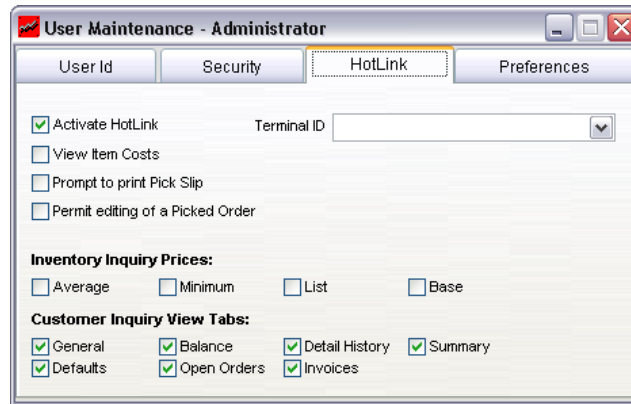 User Maintenance - Administrator
User Id Security HotLink Preferences
Activate HotLink Terminal ID
View Item Costs
Prompt to print Pick Slip
Permit editing of a Picked Order
Inventory Inquiry Prices:
Average Minimum List Base
Customer Inquiry View Tabs:
General Balance Detail History Summary
Defaults Open Orders Invoices